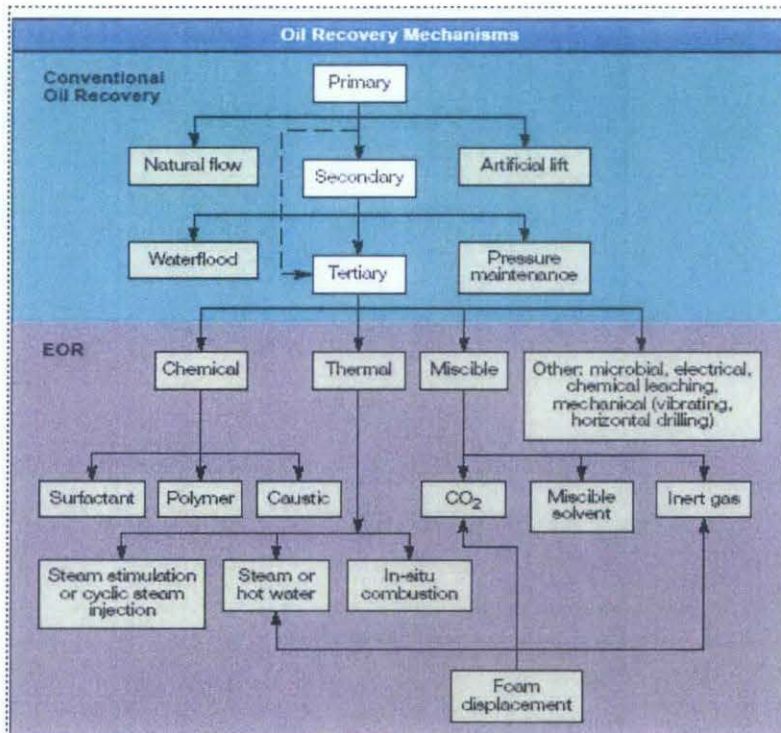 Oil Recovery Mechanisms
Conventional
Oil Recovery
Primary
Natural flow
Artificial lift
Secondary
Waterflood
Pressure
maintenance
Tertiary
EOR
Chemical
Thermal
Miscible
Other: microbial, electrical,
chemical leaching,
mechanical (vibrating,
horizontal drilling)
Surfactant
Polymer
Caustic
CO₂
Miscible
solvent
Inert gas
Steam stimulation
or cyclic steam
injection
Steam or
hot water
In-situ
combustion
Foam
displacement